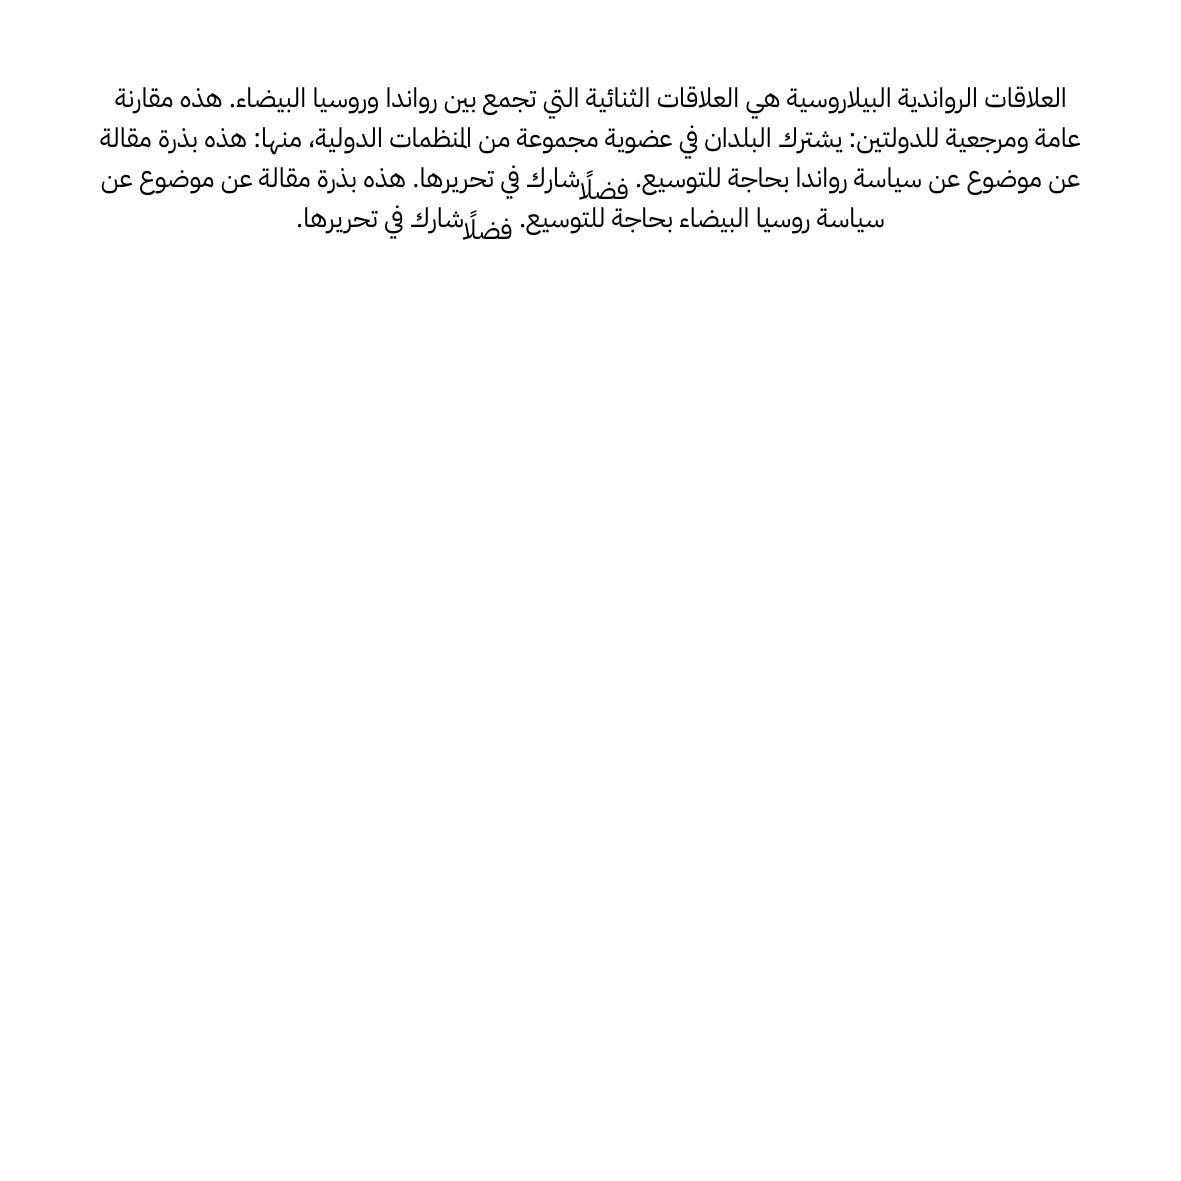 العلاقات الرواندية البيلاروسية هي العلاقات الثنائية التي تجمع بين رواندا وروسيا البيضاء. هذه مقارنة
عامة ومرجعية للدولتين: يشترك البلدان في عضوية مجموعة من المنظمات الدولية، منها: هذه بذرة مقالة
عن موضوع عن سياسة رواندا بحاجة للتوسيع. فضلًا شارك في تحريرها. هذه بذرة مقالة عن موضوع عن
سياسة روسيا البيضاء بحاجة للتوسيع. فضلًا شارك في تحريرها.